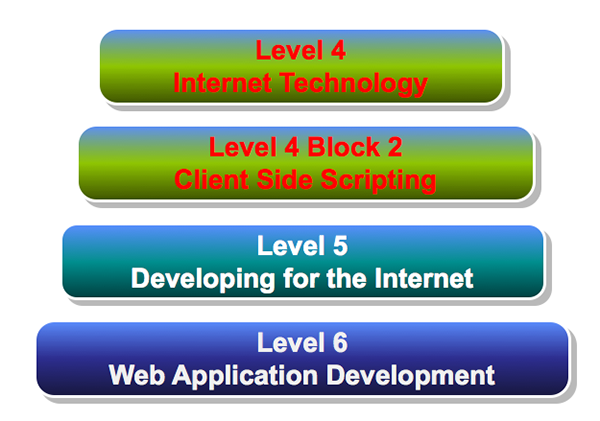 Level 4
Internet Technology
Level 4 Block 2
Client Side Scripting
Level 5
Developing for the Internet
Level 6
Web Application Development